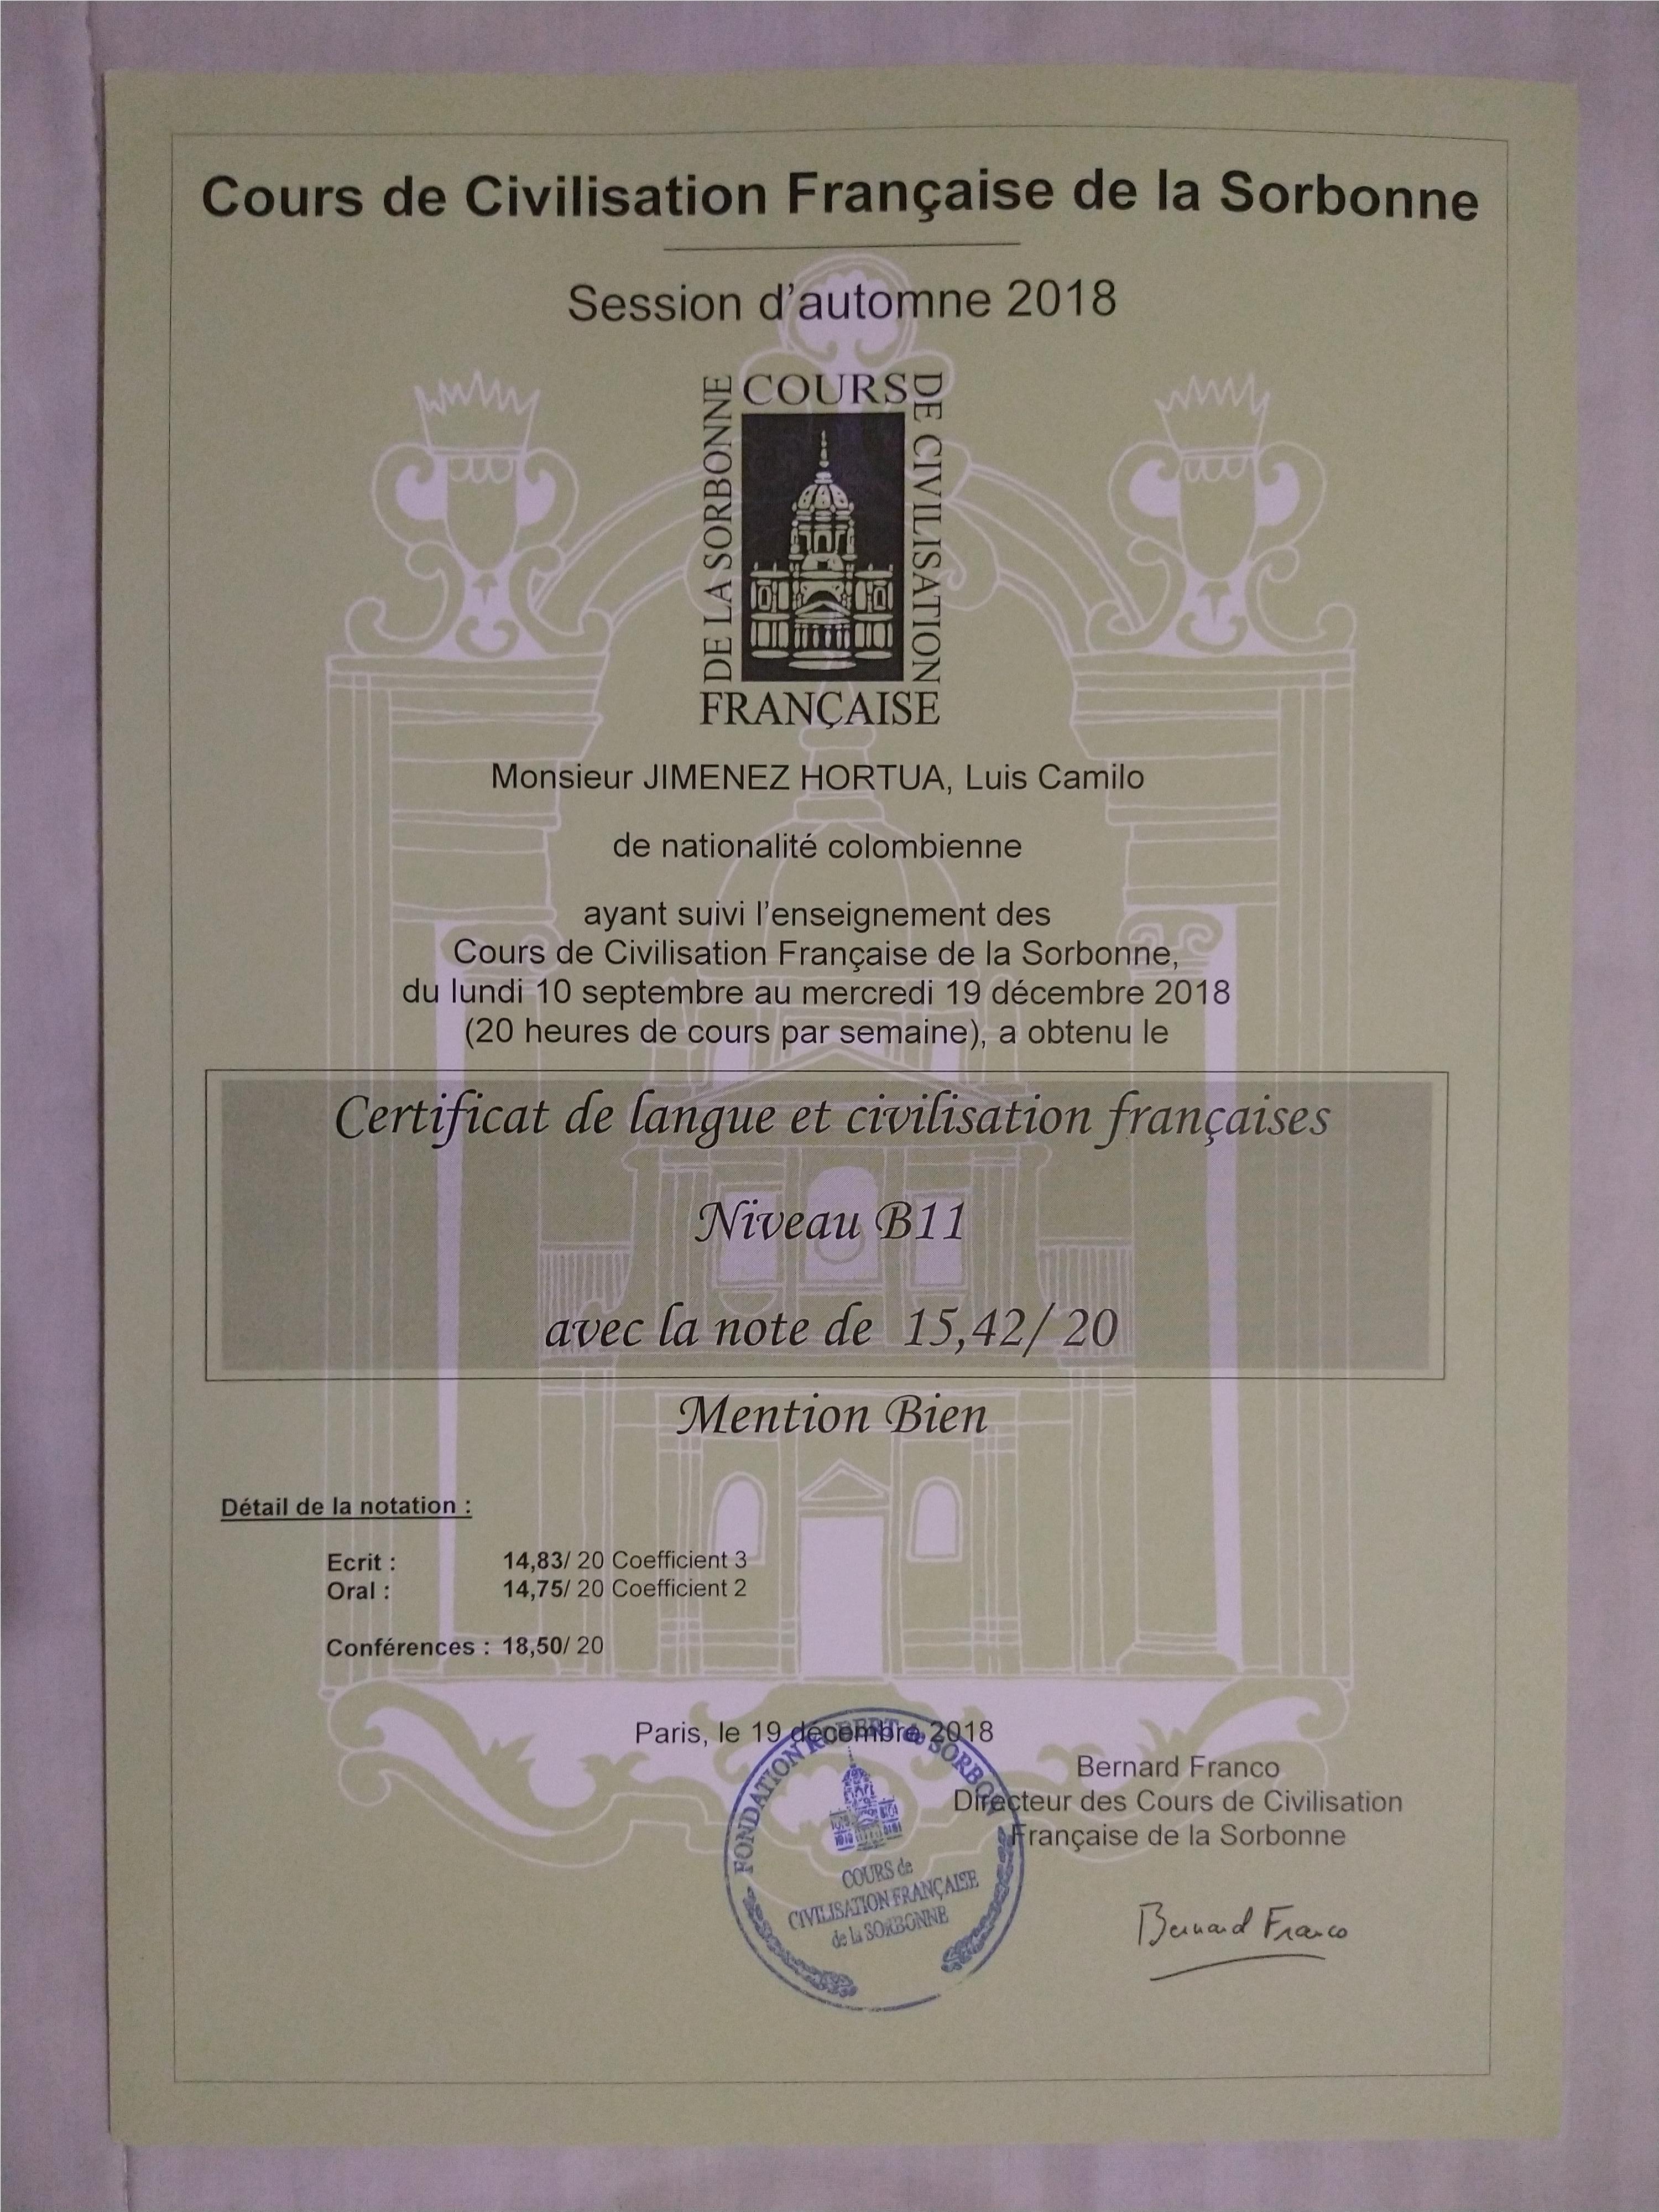 Cours de Civilisation Française de la Sorbonne
Session d'automne 2018
COURS
DE CIVILISATION
FRANÇAISE
DE LA SORBONNE
Monsieur JIMENEZ HORTUA, Luis Camilo
de nationalité colombienne
ayant suivi l'enseignement des
Cours de Civilisation Française de la Sorbonne,
du lundi 10 septembre au mercredi 19 décembre 2018
(20 heures de cours par semaine), a obtenu le
Certificat de langue et civilisation françaises
Niveau B11
avec la note de 15,42/ 20
Mention Bien
Détail de la notation :
Ecrit : 14,83/ 20 Coefficient 3
Oral : 14,75/ 20 Coefficient 2
Conférences : 18,50/ 20
Paris, le 19 décembre 2018
FONDATION ROBERT de SORBON
COURS de
CIVILISATION FRANÇAISE
de la SORBONNE
Bernard Franco
Directeur des Cours de Civilisation
Française de la Sorbonne
Bernard Franco